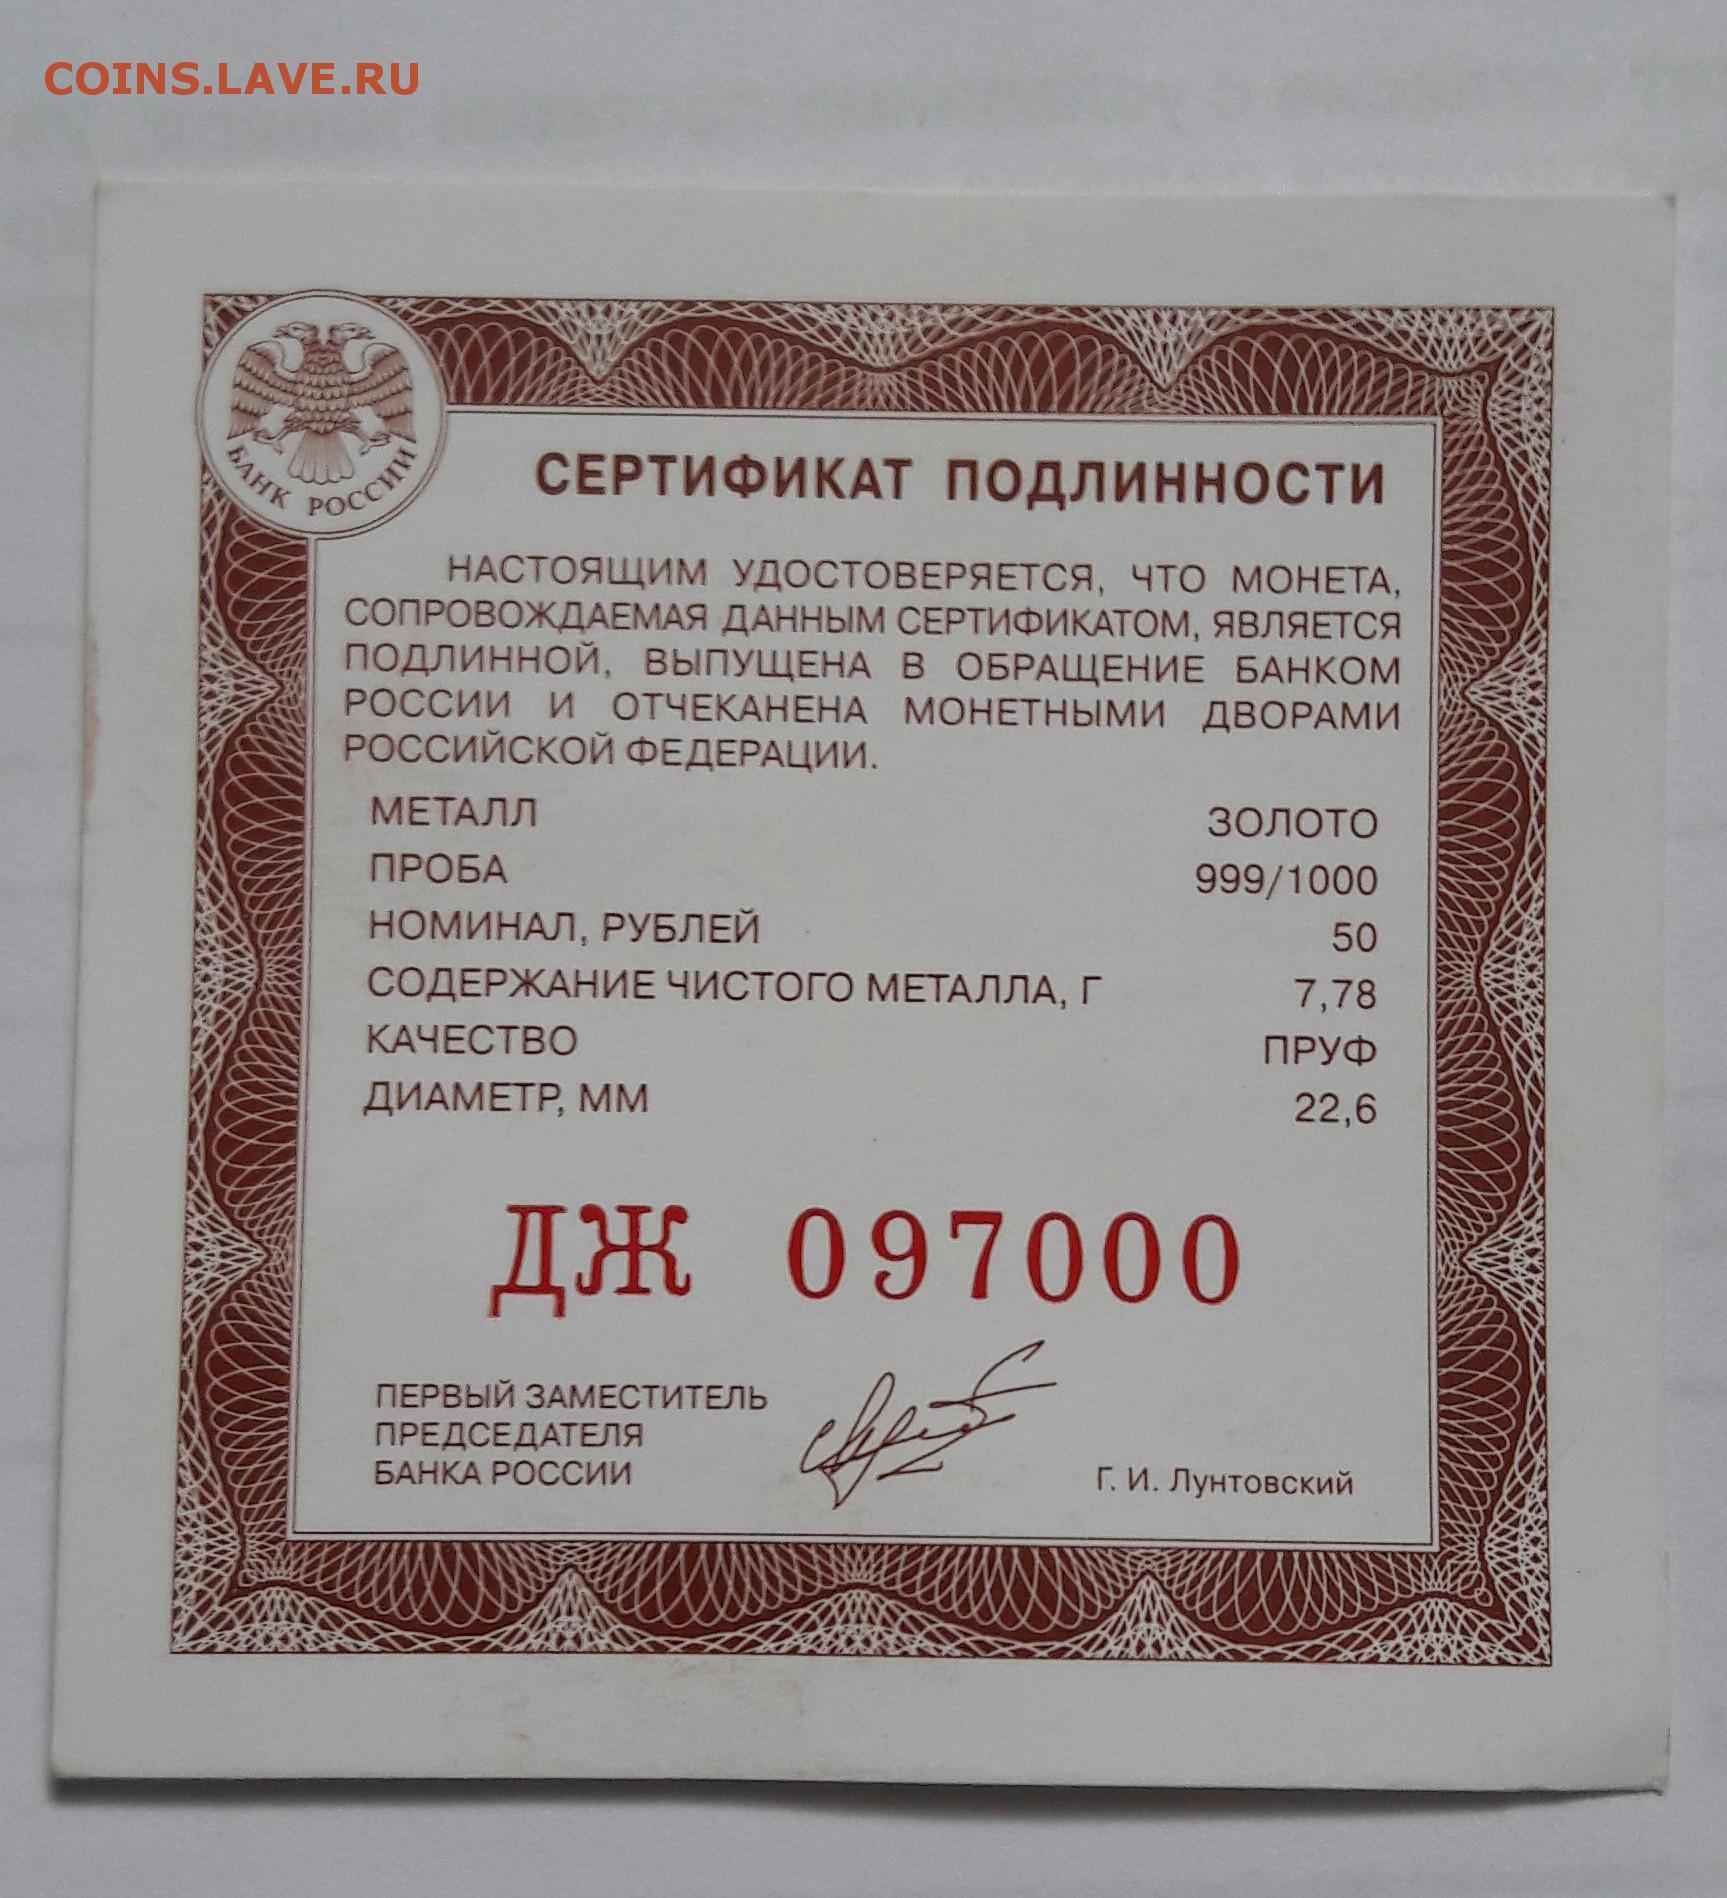 COINS.LAVE.RU
БАНК РОССИИ
СЕРТИФИКАТ ПОДЛИННОСТИ
НАСТОЯЩИМ УДОСТОВЕРЯЕТСЯ, ЧТО МОНЕТА,
СОПРОВОЖДАЕМАЯ ДАННЫМ СЕРТИФИКАТОМ, ЯВЛЯЕТСЯ
ПОДЛИННОЙ, ВЫПУЩЕНА В ОБРАЩЕНИЕ БАНКОМ
РОССИИ И ОТЧЕКАНЕНА МОНЕТНЫМИ ДВОРАМИ
РОССИЙСКОЙ ФЕДЕРАЦИИ.
МЕТАЛЛ ЗОЛОТО
ПРОБА 999/1000
НОМИНАЛ, РУБЛЕЙ 50
СОДЕРЖАНИЕ ЧИСТОГО МЕТАЛЛА, Г 7,78
КАЧЕСТВО ПРУФ
ДИАМЕТР, ММ 22,6
ДЖ 097000
ПЕРВЫЙ ЗАМЕСТИТЕЛЬ
ПРЕДСЕДАТЕЛЯ
БАНКА РОССИИ Г. И. Лунтовский